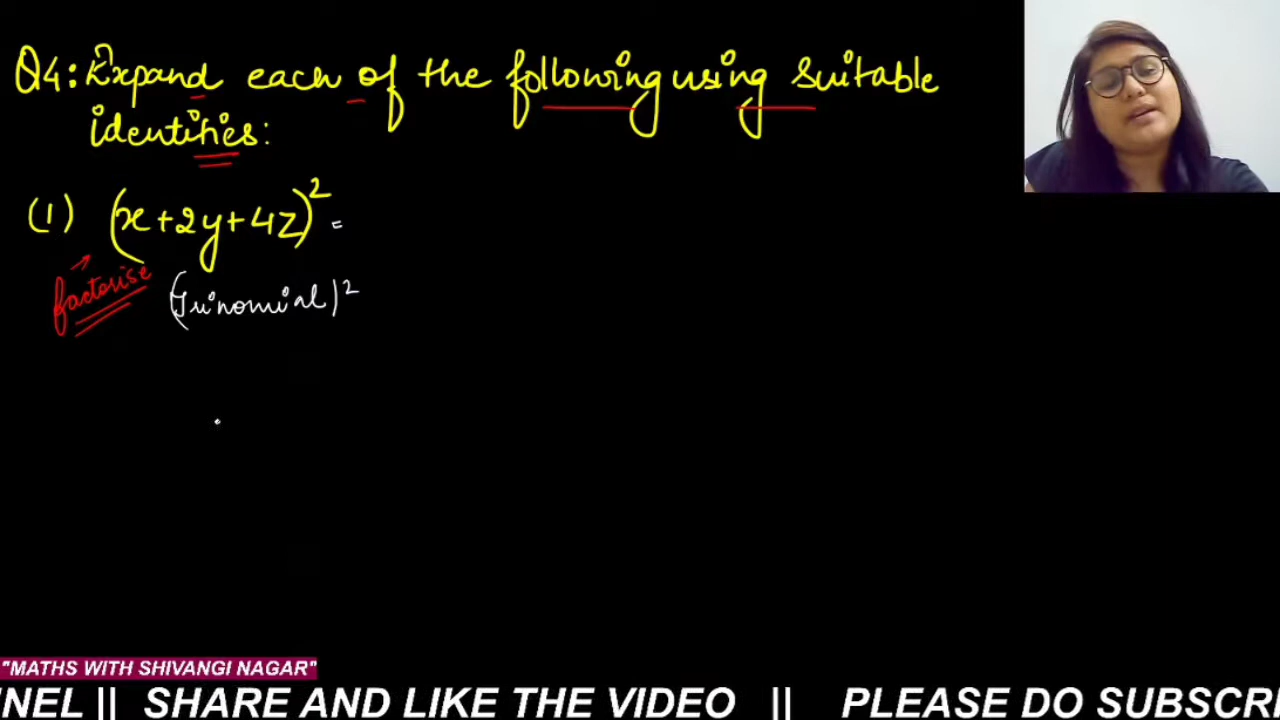 Q4: Expand each of the following using suitable
identities:
(1) (x+2y+4z)² =
factorise
(Trinomial)²
"MATHS WITH SHIVANGI NAGAR"
NEL || SHARE AND LIKE THE VIDEO || PLEASE DO SUBSCRI